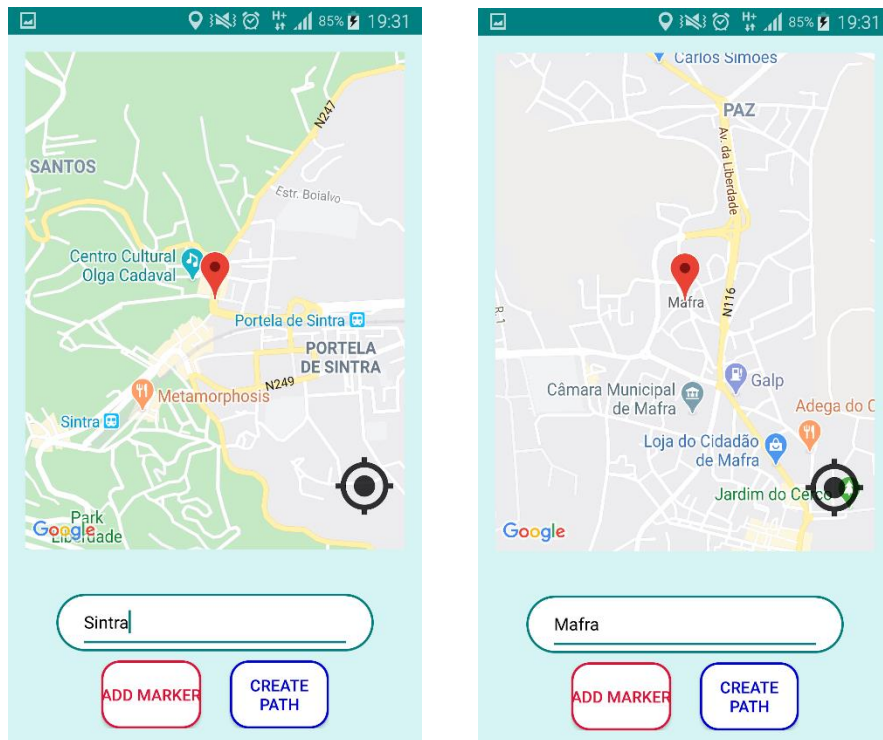 85% 19:31
N247
SANTOS
Estr. Boialvo
Centro Cultural
Olga Cadaval
Portela de Sintra
PORTELA
DE SINTRA
N249
Metamorphosis
Sintra
Park
Liberdade
Google
Sintra
ADD MARKER
CREATE
PATH
H+ 85% 19:31
Carlos Simões
PAZ
Av. da Liberdade
Mafra
N116
R. 1
Galp
Câmara Municipal
de Mafra
Adega do C
Loja do Cidadão
de Mafra
Jardim do Cerco
Google
Mafra
ADD MARKER
CREATE
PATH